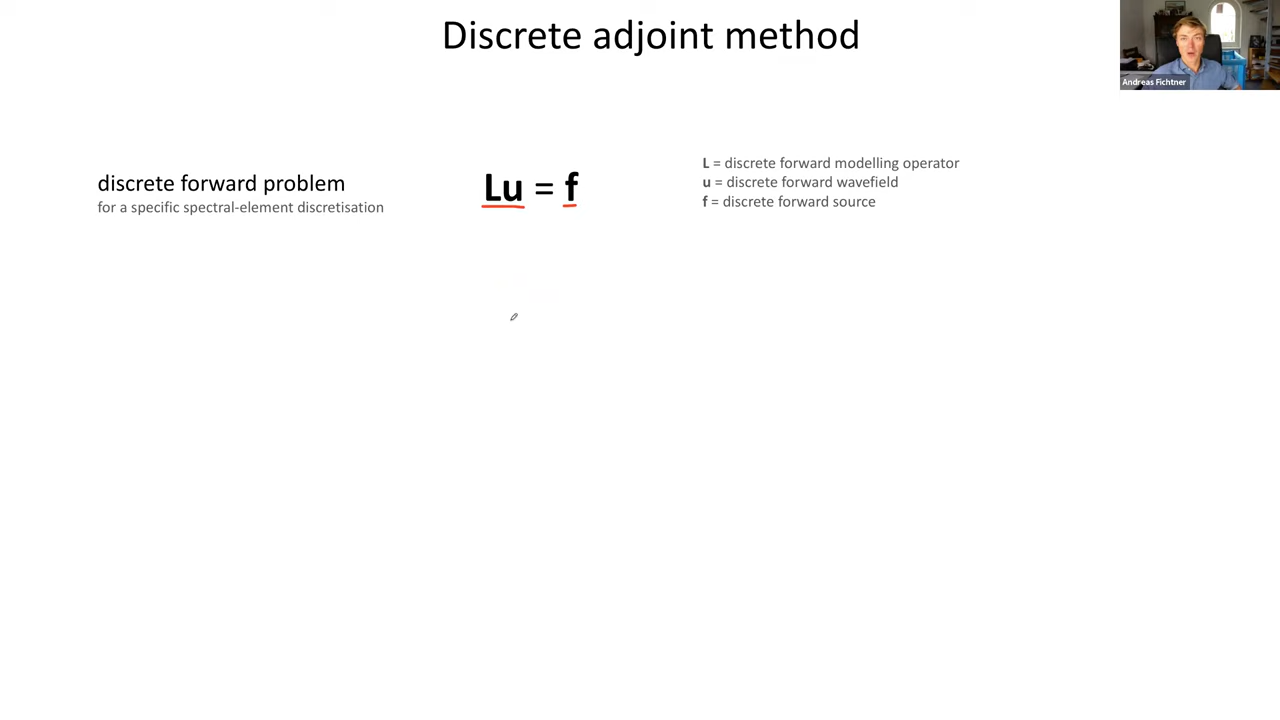 Discrete adjoint method
Andreas Fichtner
discrete forward problem
for a specific spectral-element discretisation
Lu = f
L = discrete forward modelling operator
u = discrete forward wavefield
f = discrete forward source